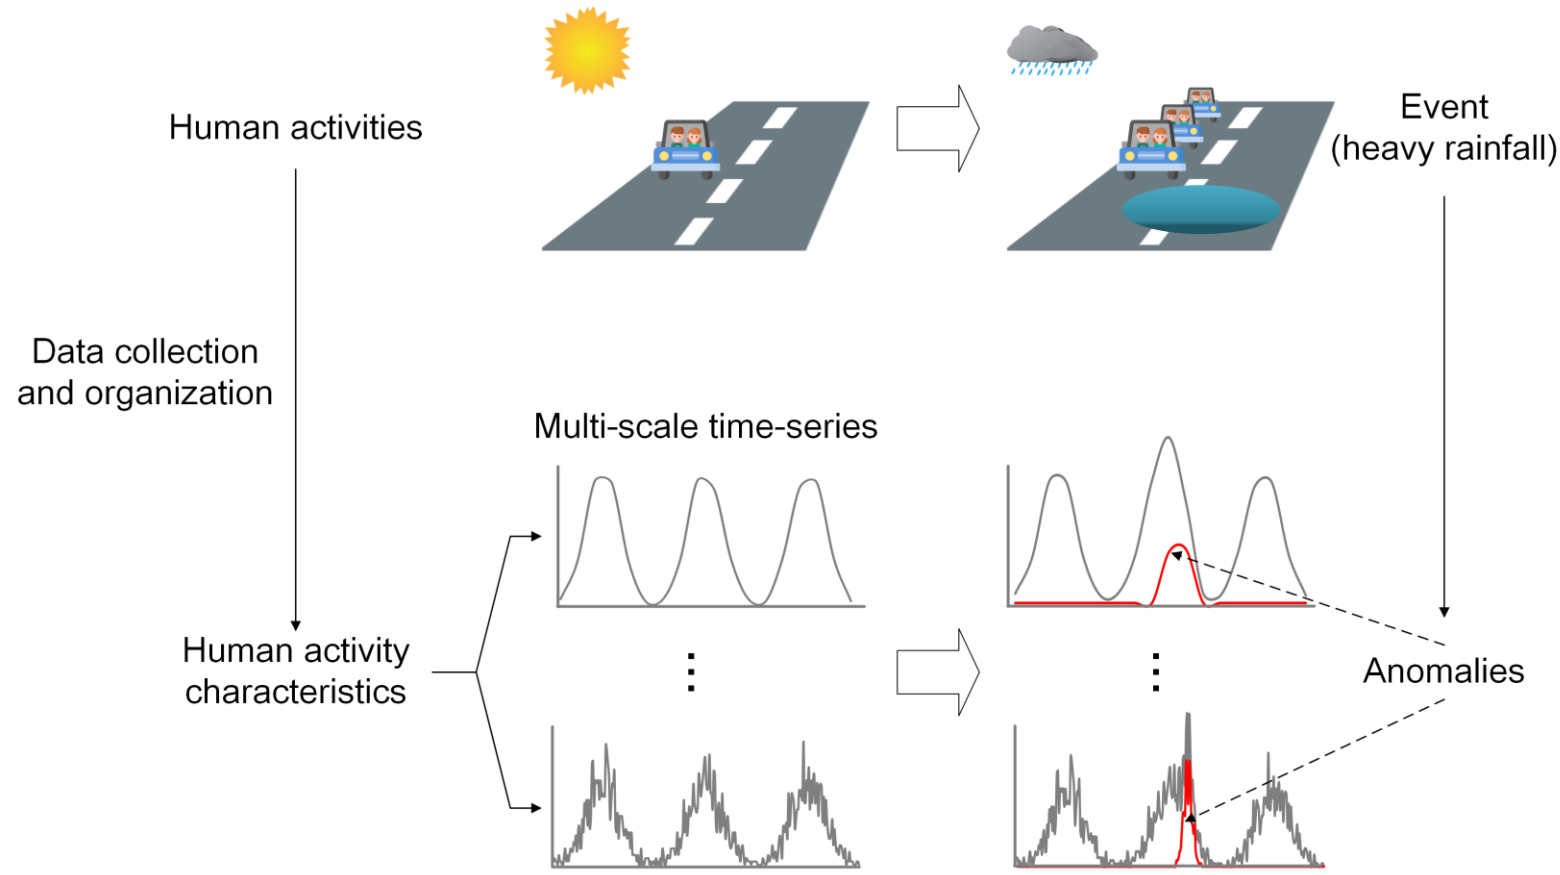 Human activities
Event
(heavy rainfall)
Data collection
and organization
Multi-scale time-series
Human activity
characteristics
Anomalies